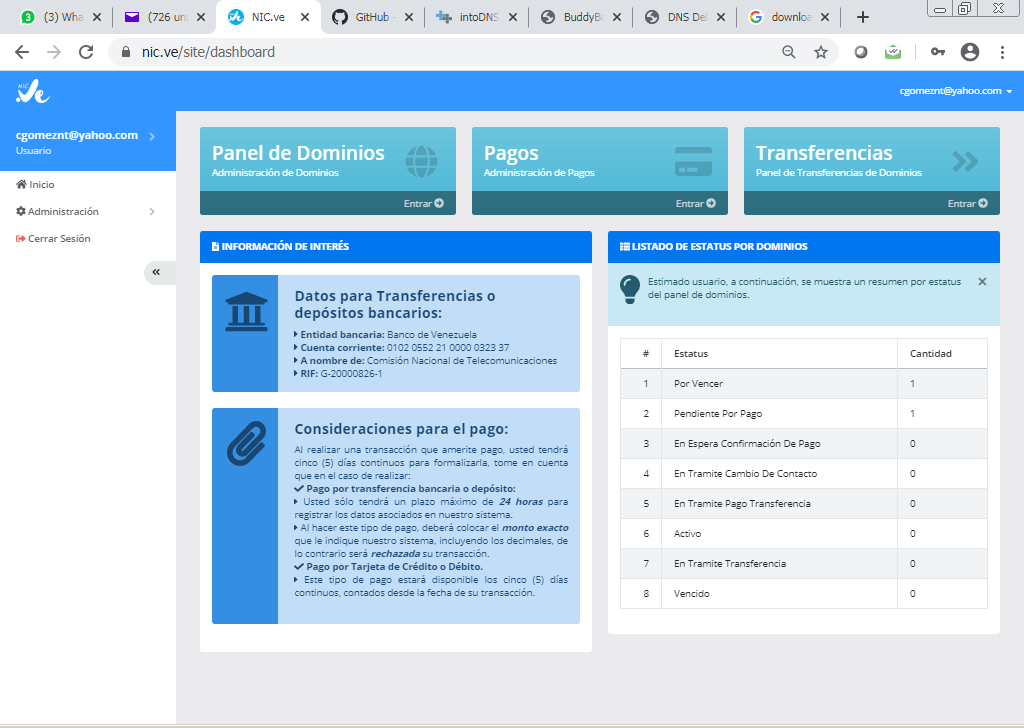 (3) Wha
(726 un
NIC.ve
GitHub
intoDNS
BuddyBo
DNS Del
downloa
nic.ve/site/dashboard
NIC
cgomeznt@yahoo.com
cgomeznt@yahoo.com
Usuario
Inicio
Administración
Cerrar Sesión
«
Panel de Dominios
Administración de Dominios
Entrar
Pagos
Administración de Pagos
Entrar
Transferencias
Panel de Transferencias de Dominios
Entrar
INFORMACIÓN DE INTERÉS
Datos para Transferencias o
depósitos bancarios:
Entidad bancaria: Banco de Venezuela
Cuenta corriente: 0102 0552 21 0000 0323 37
A nombre de: Comisión Nacional de Telecomunicaciones
RIF: G-20000826-1
Consideraciones para el pago:
Al realizar una transacción que amerite pago, usted tendrá
cinco (5) días continuos para formalizarla, tome en cuenta
que en el caso de realizar:
Pago por transferencia bancaria o depósito:
Usted sólo tendrá un plazo máximo de 24 horas para
registrar los datos asociados en nuestro sistema.
Al hacer este tipo de pago, deberá colocar el monto exacto
que le indique nuestro sistema, incluyendo los decimales, de
lo contrario será rechazada su transacción.
Pago por Tarjeta de Crédito o Débito.
Este tipo de pago estará disponible los cinco (5) días
continuos, contados desde la fecha de su transacción.
LISTADO DE ESTATUS POR DOMINIOS
Estimado usuario, a continuación, se muestra un resumen por estatus
del panel de dominios.
# Estatus Cantidad
1 Por Vencer 1
2 Pendiente Por Pago 1
3 En Espera Confirmación De Pago 0
4 En Tramite Cambio De Contacto 0
5 En Tramite Pago Transferencia 0
6 Activo 0
7 En Tramite Transferencia 0
8 Vencido 0